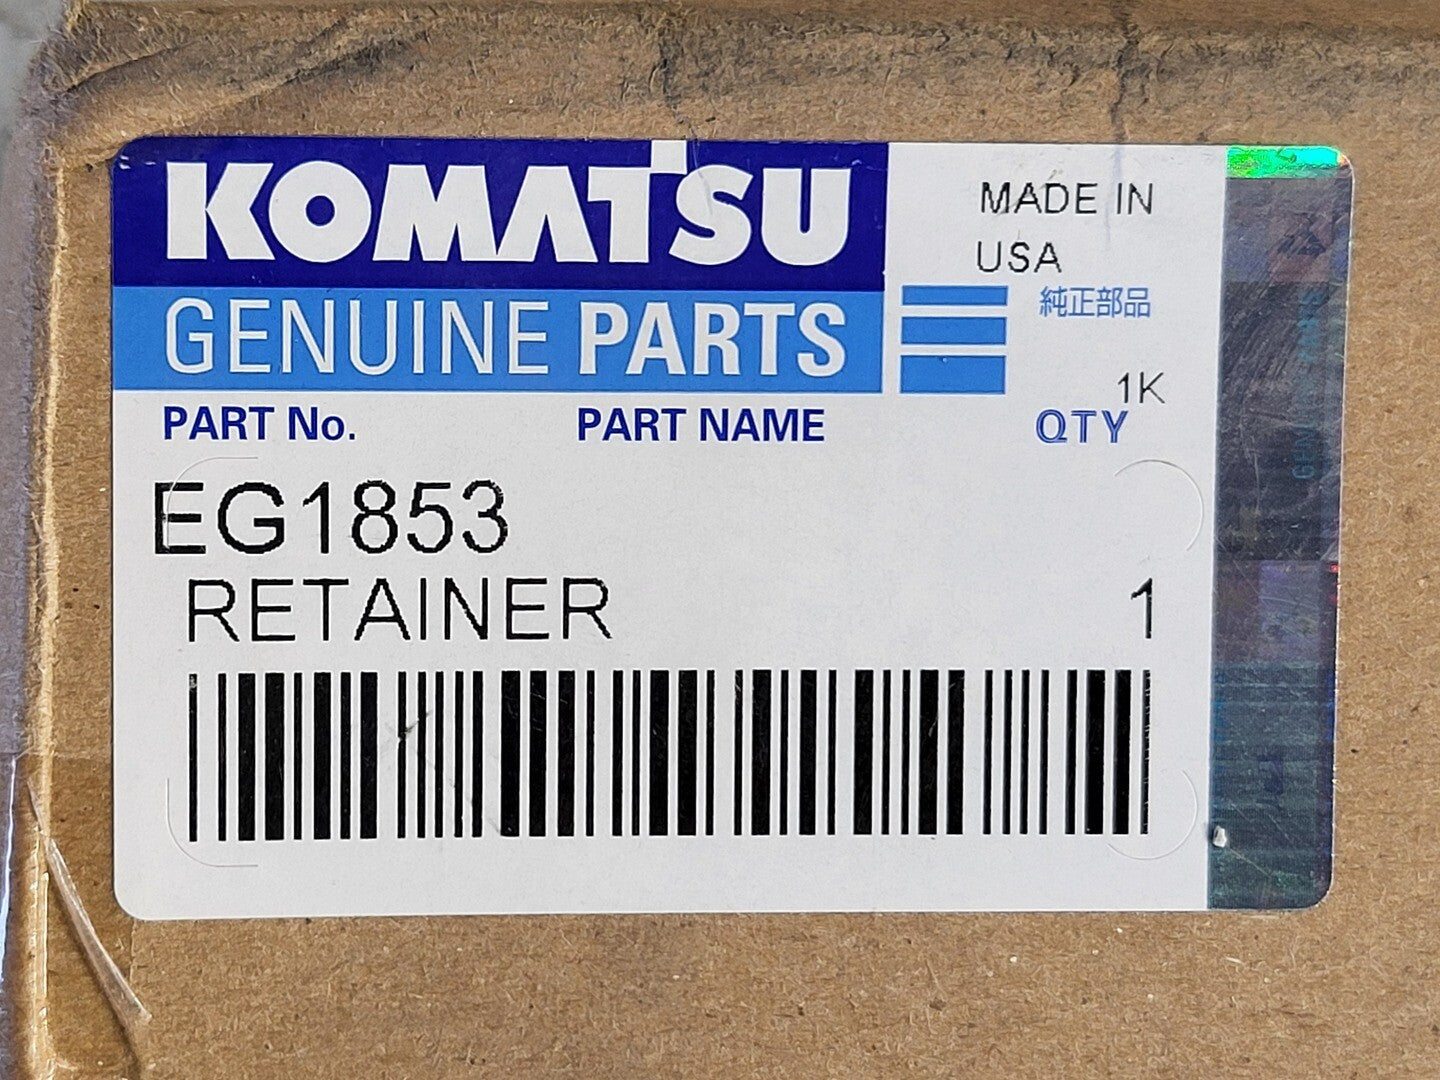 KOMATSU
GENUINE PARTS
MADE IN
USA
純正部品
1K
PART No.
PART NAME
QTY
EG1853
RETAINER
1